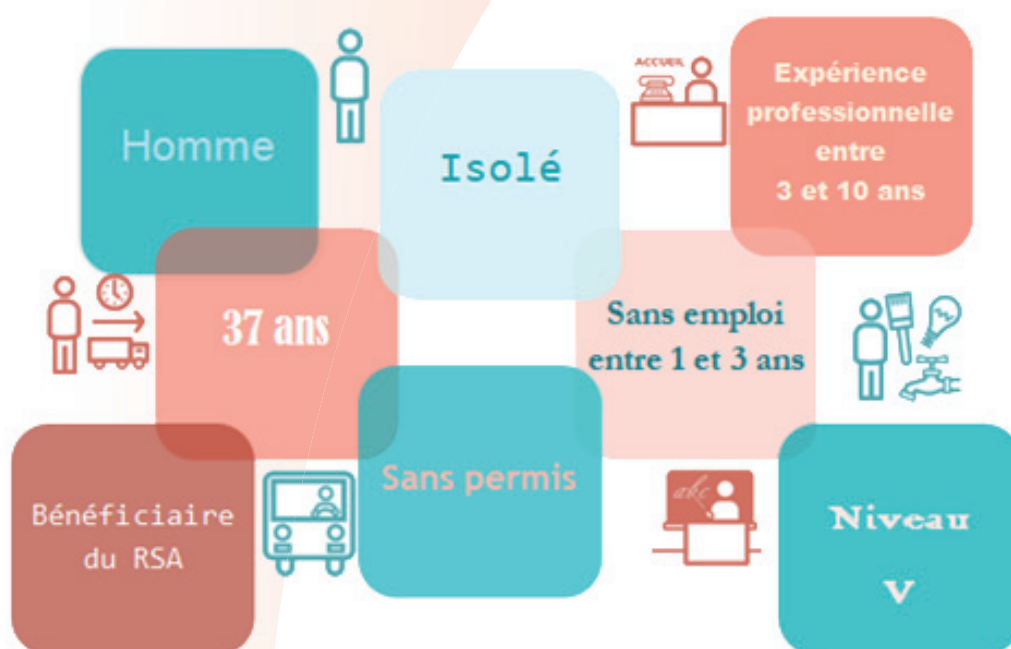 Homme
Isolé
ACCUEIL
Expérience
professionnelle
entre
3 et 10 ans
37 ans
Sans emploi
entre 1 et 3 ans
Bénéficiaire
du RSA
Sans permis
abc
Niveau
V